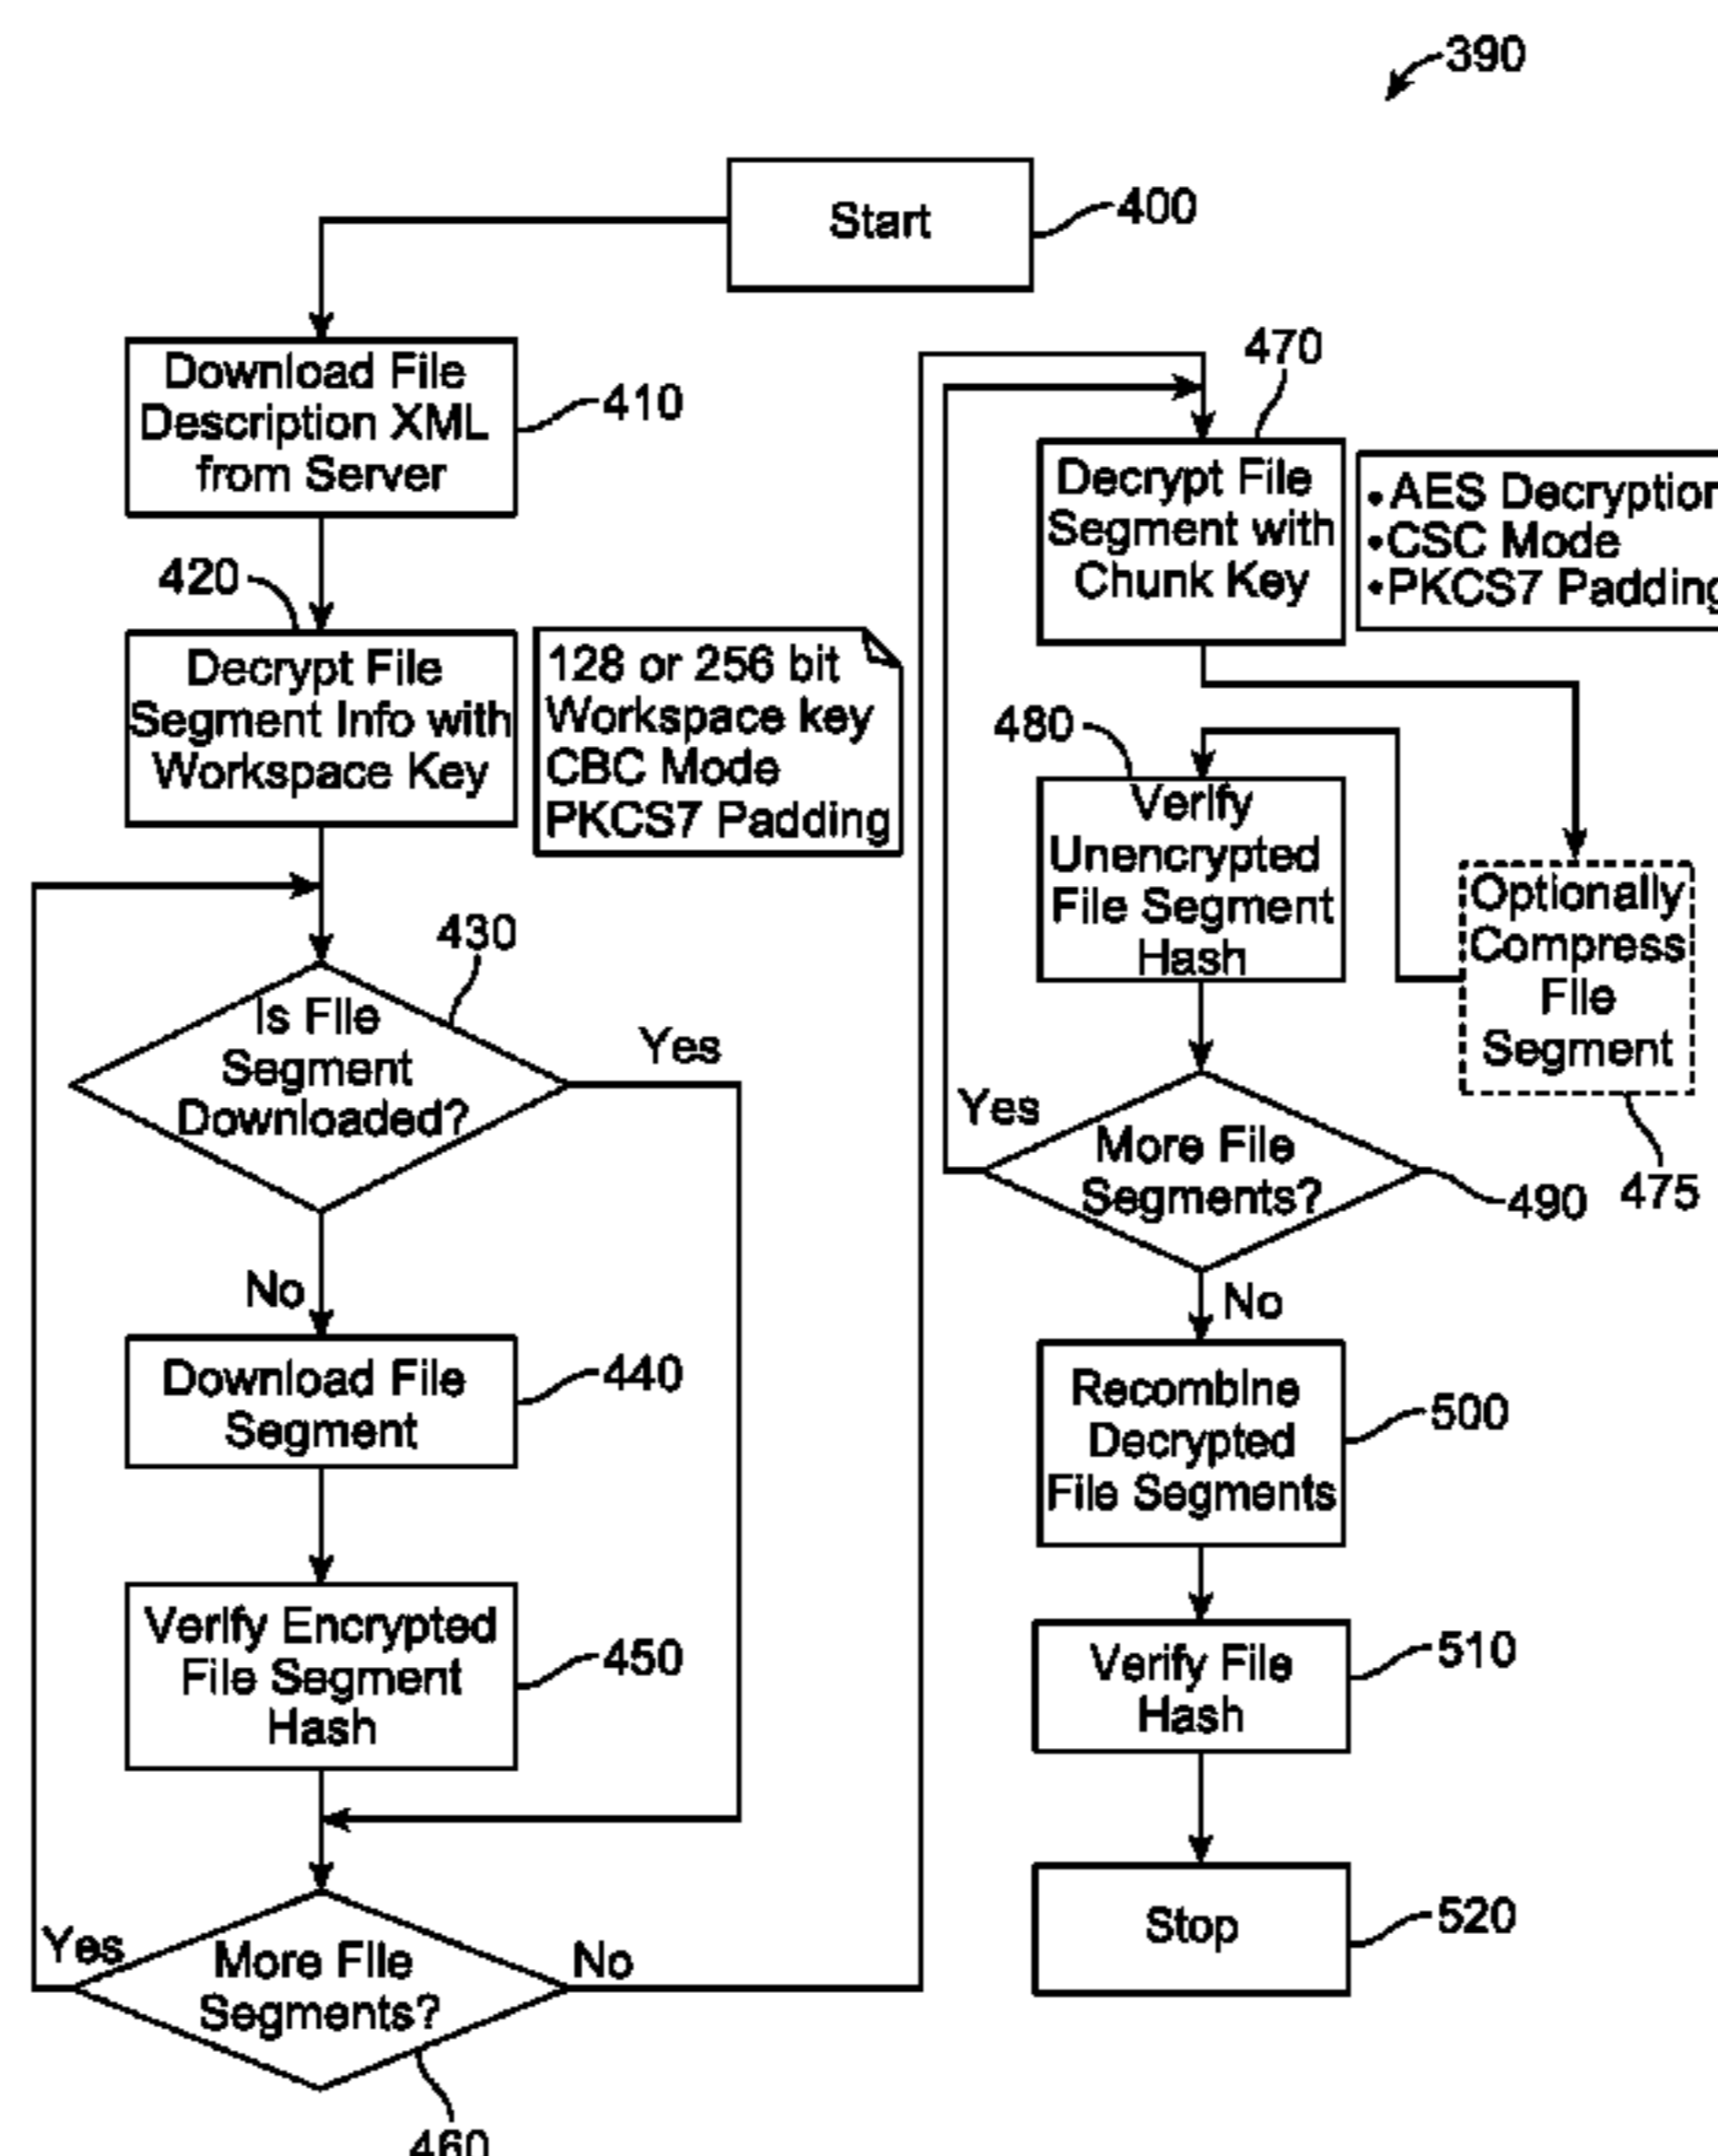 390
Start
400
Download File
Description XML
from Server
410
420
Decrypt File
Segment Info with
Workspace Key
128 or 256 bit
Workspace key
CBC Mode
PKCS7 Padding
430
Is File
Segment
Downloaded?
Yes
No
Download File
Segment
440
Verify Encrypted
File Segment
Hash
450
Yes
More File
Segments?
No
460
470
Decrypt File
Segment with
Chunk Key
•AES Decryption
•CSC Mode
•PKCS7 Padding
480
Verify
Unencrypted
File Segment
Hash
Optionally
Compress
File
Segment
475
Yes
More File
Segments?
490
No
Recombine
Decrypted
File Segments
500
Verify File
Hash
510
Stop
520